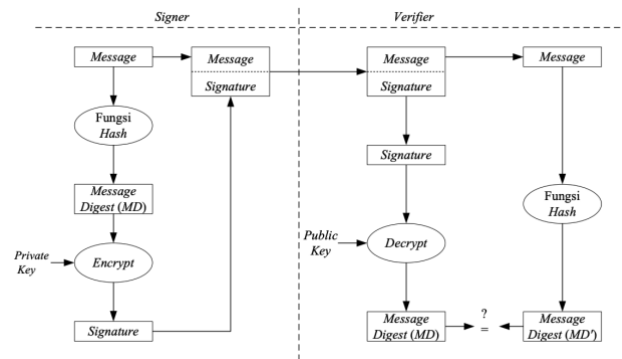 Signer
Verifier
Message
Message
Signature
Message
Signature
Message
Fungsi
Hash
Signature
Message
Digest (MD)
Fungsi
Hash
Private
Key
Encrypt
Public
Key
Decrypt
Signature
Message
Digest (MD)
?
=
Message
Digest (MD')